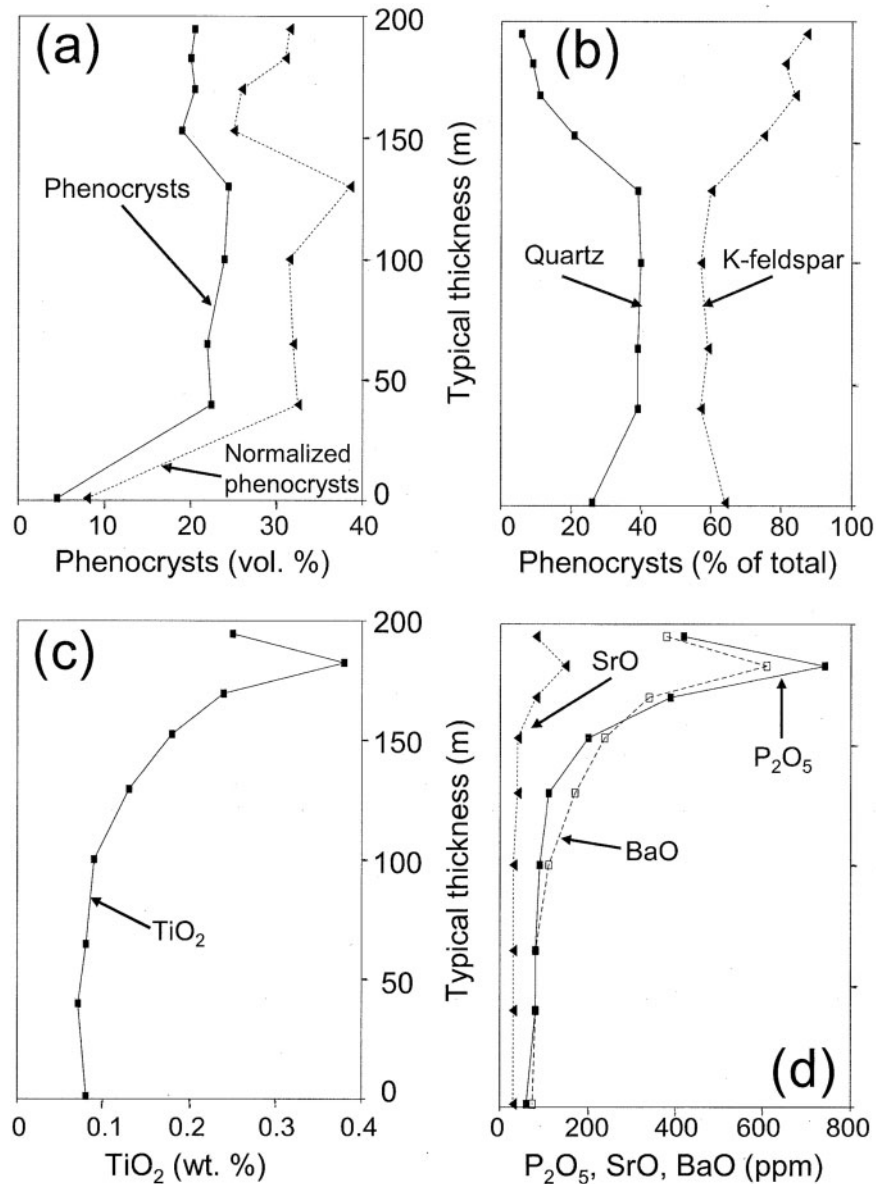 (a)
Phenocrysts
Normalized
phenocrysts
200
150
100
50
0
Typical thickness (m)
0
10
20
30
40
Phenocrysts (vol. %)
(b)
Quartz
K-feldspar
0
20
40
60
80
100
Phenocrysts (% of total)
(c)
TiO₂
200
150
100
50
0
Typical thickness (m)
0
0.1
0.2
0.3
0.4
TiO₂ (wt. %)
SrO
P₂O₅
BaO
(d)
0
200
400
600
800
P₂O₅, SrO, BaO (ppm)